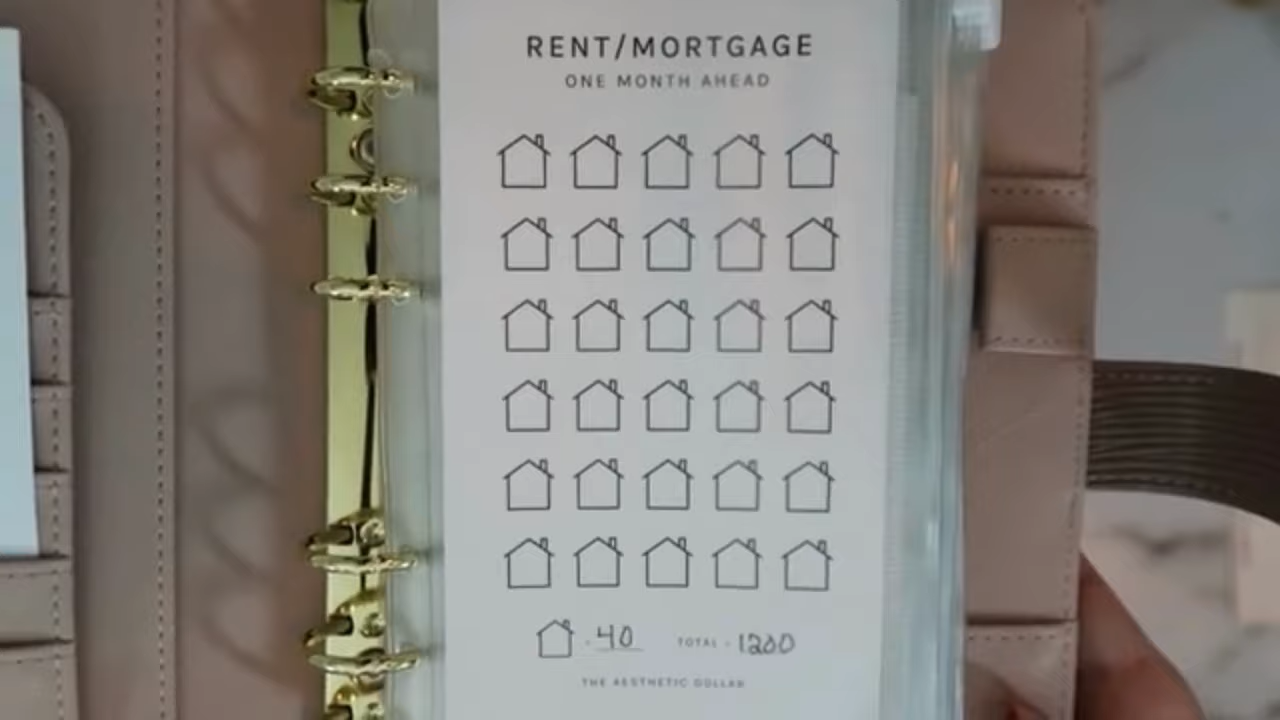 RENT/MORTGAGE
ONE MONTH AHEAD
- 40 TOTAL - 1200
THE AESTHETIC DOLLAR